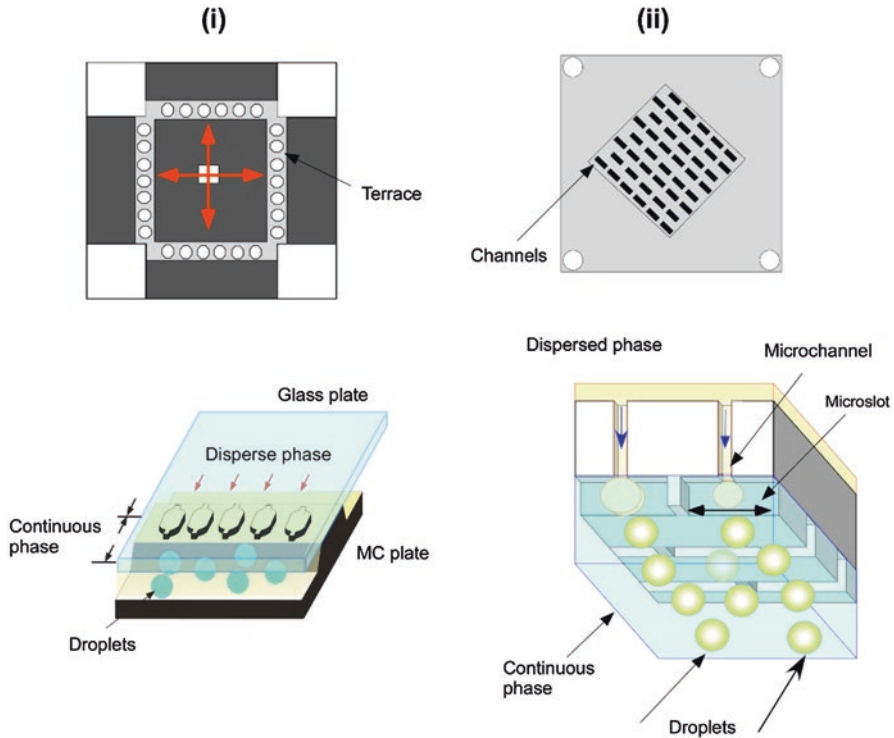 (i)
(ii)
Terrace
Channels
Dispersed phase
Microchannel
Microslot
Glass plate
Disperse phase
Continuous
phase
MC plate
Droplets
Continuous
phase
Droplets